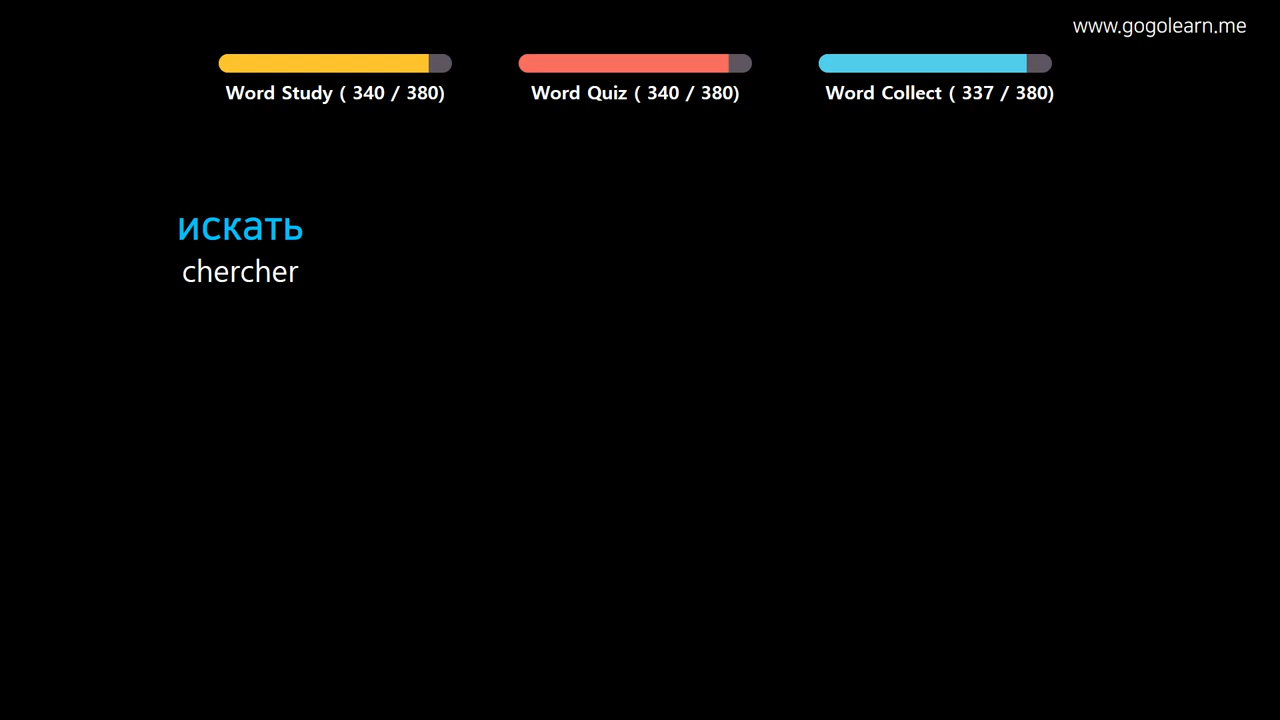 www.gogolearn.me
Word Study ( 340 / 380)
Word Quiz ( 340 / 380)
Word Collect ( 337 / 380)
искать
chercher